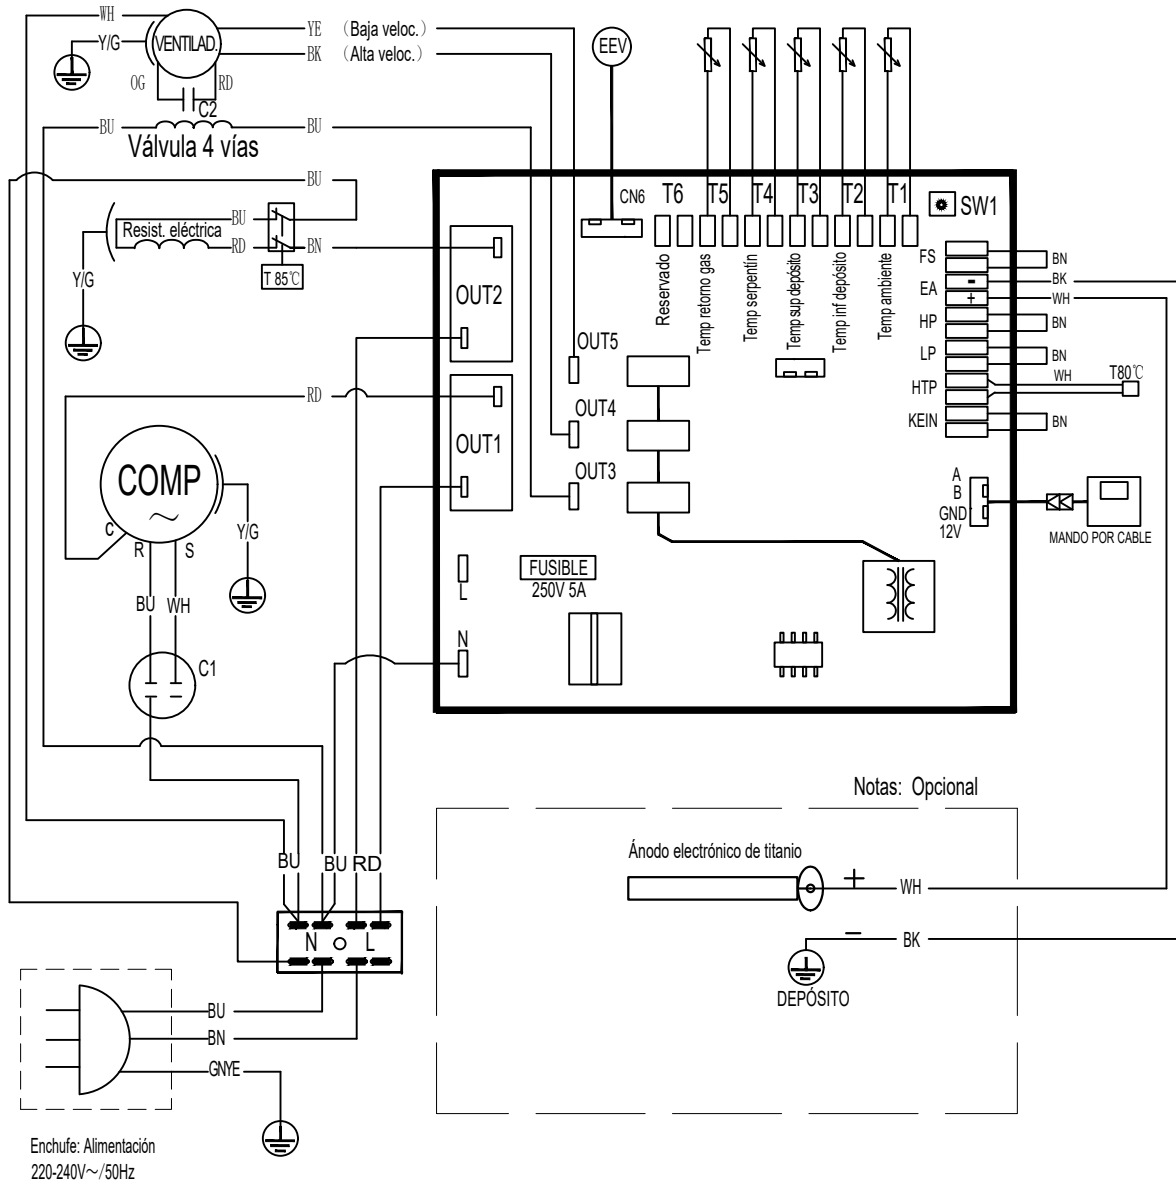 WH
YE (Baja veloc.)
Y/G
VENTILAD.
BK (Alta veloc.)
EEV
OG
RD
C2
BU
BU
Válvula 4 vías
BU
CN6
T6
T5
T4
T3
T2
T1
SW1
BU
Resist. eléctrica
RD
BN
T 85℃
Y/G
Reservado
Temp retorno gas
Temp serpentín
Temp sup depósito
Temp inf depósito
Temp ambiente
FS
BN
EA
-
BK
+
WH
HP
BN
LP
BN
WH
T80℃
HTP
KEIN
BN
OUT2
OUT5
OUT4
OUT3
RD
OUT1
COMP
～
C
R
S
Y/G
BU
WH
C1
A
B
GND
12V
MANDO POR CABLE
L
FUSIBLE
250V 5A
N
Notas: Opcional
Ánodo electrónico de titanio
+
WH
−
BK
DEPÓSITO
BU
BU
RD
N
L
BU
BN
GNYE
Enchufe: Alimentación
220-240V～/50Hz